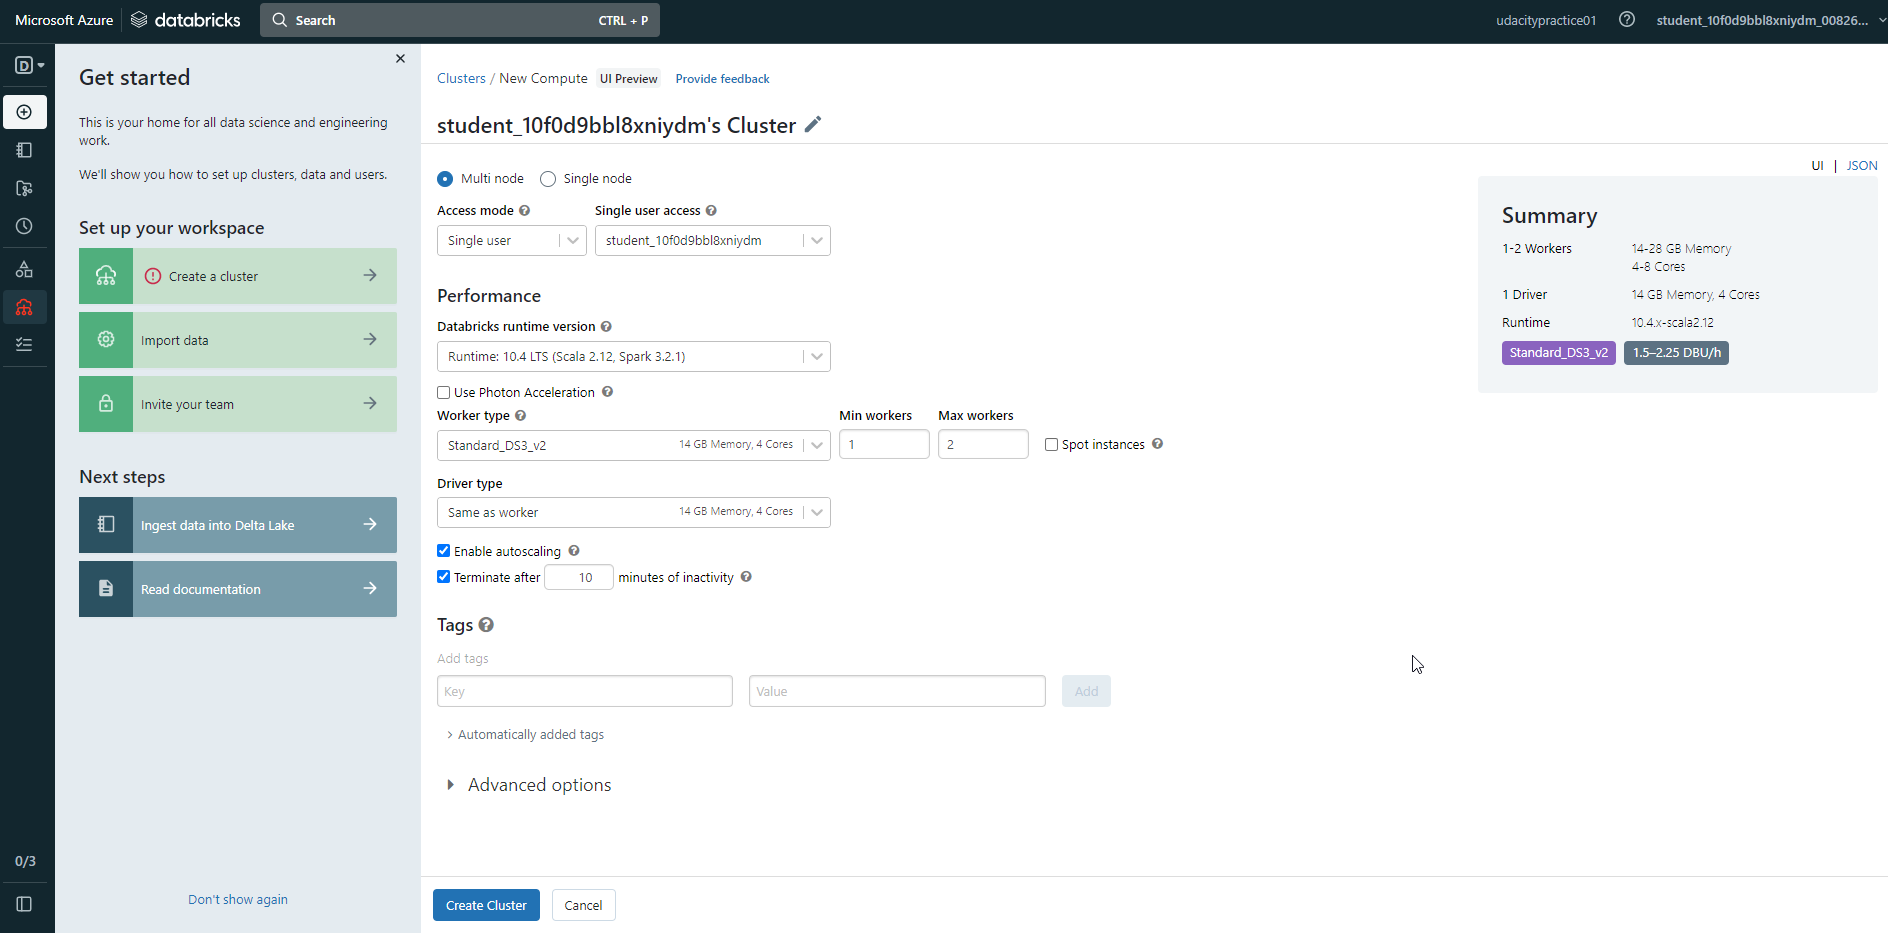 Microsoft Azure databricks Search CTRL + P udacitypractice01 student_10f0d9bbl8xniydm_00826...
D
Get started
This is your home for all data science and engineering
work.
We'll show you how to set up clusters, data and users.
Set up your workspace
Create a cluster
Import data
Invite your team
Next steps
Ingest data into Delta Lake
Read documentation
Don't show again
0/3
Clusters / New Compute UI Preview Provide feedback
student_10f0d9bbl8xniydm's Cluster
Multi node Single node
Access mode Single user access
Single user student_10f0d9bbl8xniydm
Performance
Databricks runtime version
Runtime: 10.4 LTS (Scala 2.12, Spark 3.2.1)
Use Photon Acceleration
Worker type Min workers Max workers
Standard_DS3_v2 14 GB Memory, 4 Cores 1 2 Spot instances
Driver type
Same as worker 14 GB Memory, 4 Cores
Enable autoscaling
Terminate after 10 minutes of inactivity
Tags
Add tags
Key Value Add
Automatically added tags
Advanced options
Create Cluster Cancel
UI | JSON
Summary
1-2 Workers 14-28 GB Memory
4-8 Cores
1 Driver 14 GB Memory, 4 Cores
Runtime 10.4.x-scala2.12
Standard_DS3_v2 1.5–2.25 DBU/h